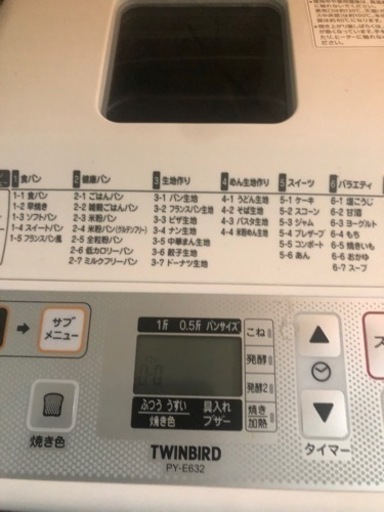 1 食パン
1-1 食パン
1-2 早焼き
1-3 ソフトパン
1-4 スイートパン
1-5 フランスパン風
2 健康パン
2-1 ごはんパン
2-2 雑穀ごはんパン
2-3 米粉パン
2-4 米粉パン(グルテンフリー)
2-5 全粒粉パン
2-6 低カロリーパン
2-7 ミルクフリーパン
3 生地作り
3-1 パン生地
3-2 フランスパン生地
3-3 ピザ生地
3-4 ナン生地
3-5 中華まん生地
3-6 餃子生地
3-7 ドーナツ生地
4 めん生地作り
4-1 うどん生地
4-2 そば生地
4-3 パスタ生地
4-4 米粉めん生地
5 スイーツ
5-1 ケーキ
5-2 スコーン
5-3 ジャム
5-4 プレザーブ
5-5 コンポート
5-6 あん
6 バラエティ
6-1 塩こうじ
6-2 甘酒
6-3 ヨーグルト
6-4 もち
6-5 焼きいも
6-6 おかゆ
6-7 スープ
サブ
メニュー
焼き色
1斤 0.5斤 パンサイズ
ふつう うすい
焼き色
具入れ
ブザー
こね
発酵1
発酵2
焼き
加熱
タイマー
ス
TWINBIRD
PY-E632